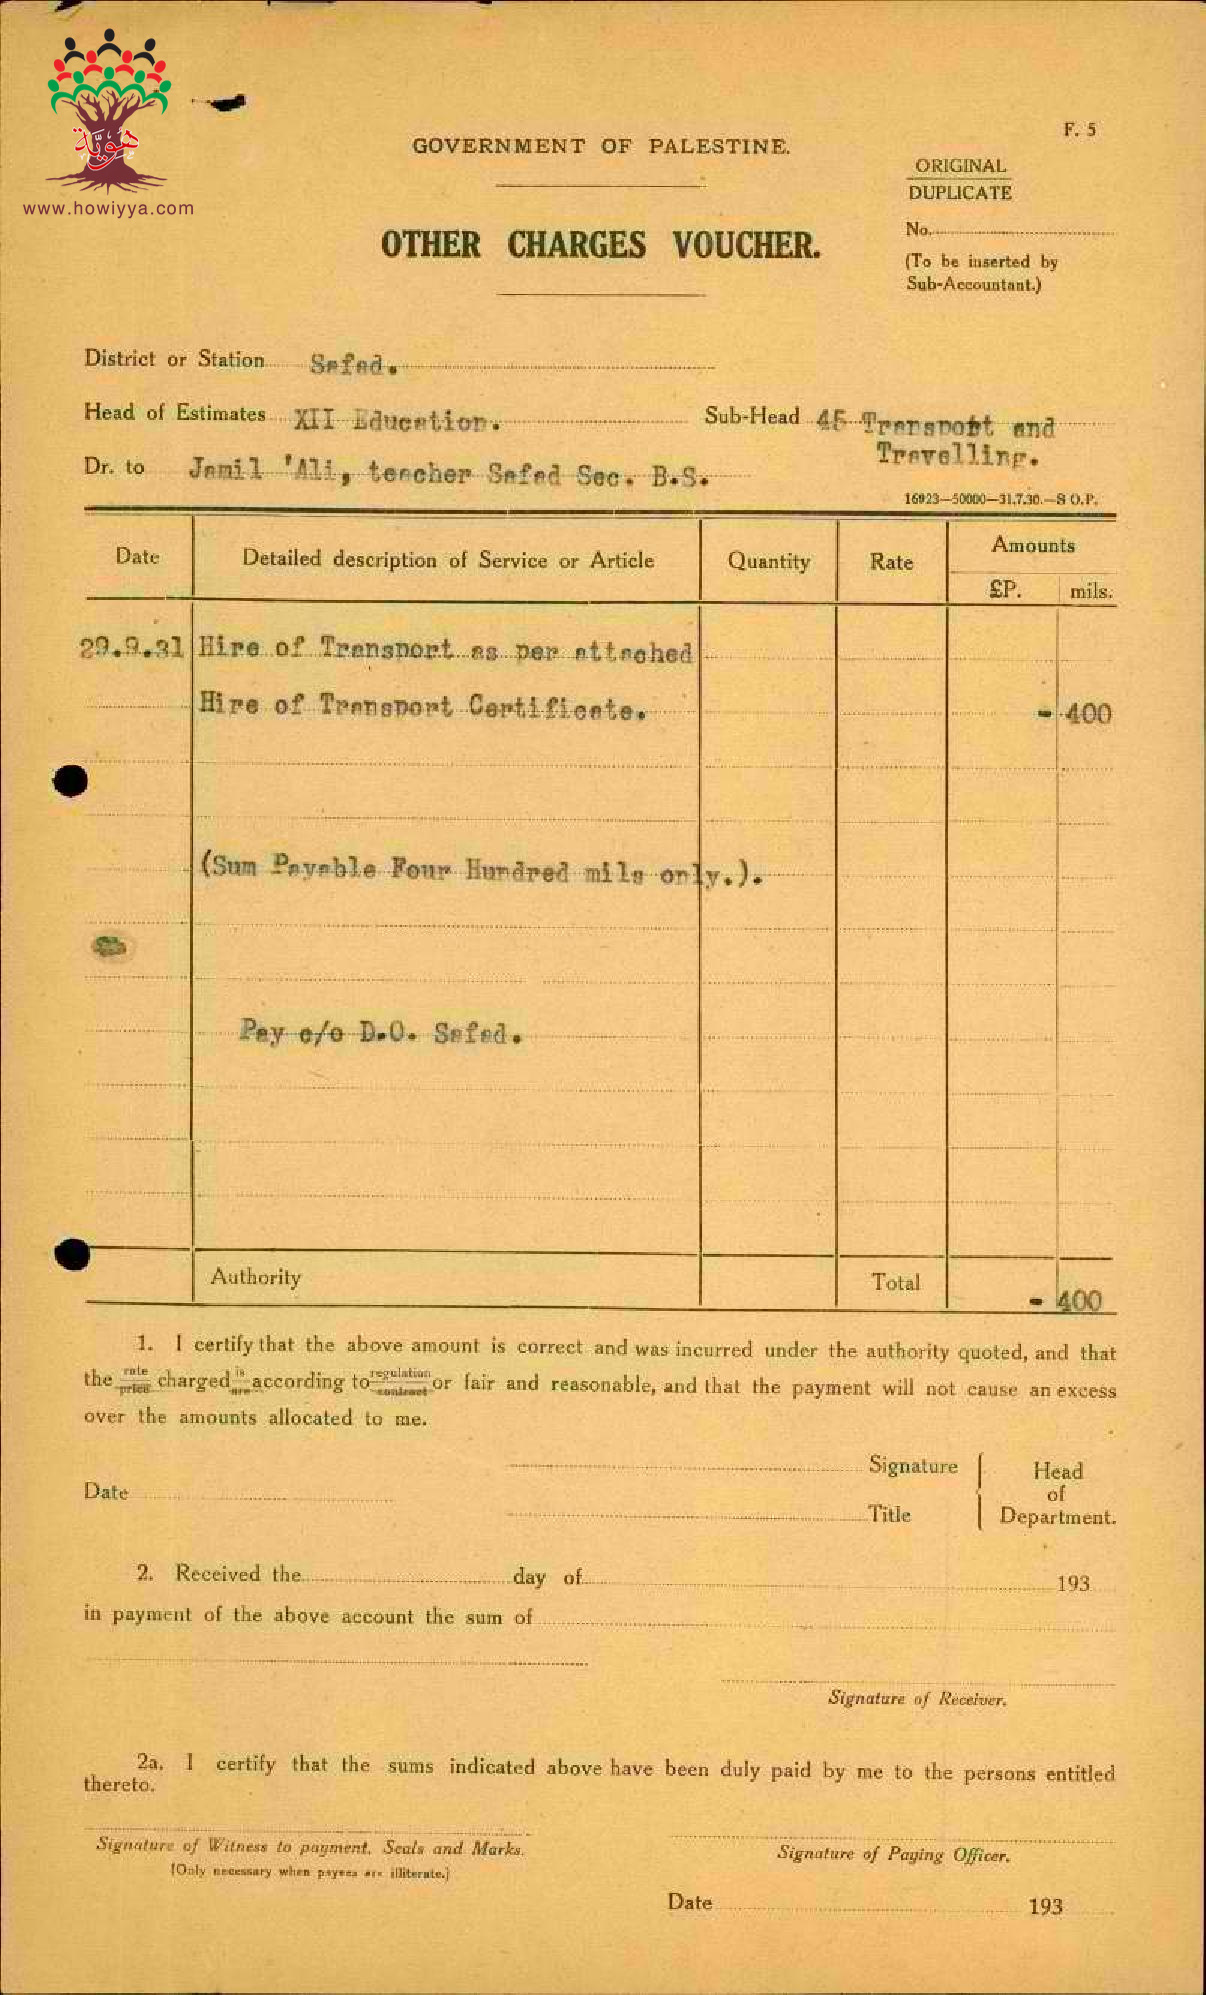 هوية
www.howiyya.com
F. 5
GOVERNMENT OF PALESTINE.
ORIGINAL
DUPLICATE
OTHER CHARGES VOUCHER.
No.
(To be inserted by
Sub-Accountant.)
District or Station Safad.
Head of Estimates XII Education. Sub-Head 45 Transport and
Travelling.
Dr. to Jamil 'Ali, teacher Safad Sec. B.S.
16923—50000—31.7.30.—S O.P.
Date Detailed description of Service or Article Quantity Rate Amounts
£P. mils.
29.9.31 Hire of Transport as per attached
Hire of Transport Certificate. - 400
(Sum Payable Four Hundred mils only.).
Pay c/o D.O. Safad.
Authority Total - 400
1. I certify that the above amount is correct and was incurred under the authority quoted, and that
the rate/price charged is/are according to regulation/contract or fair and reasonable, and that the payment will not cause an excess
over the amounts allocated to me.
Signature Head
Date of
Title Department.
2. Received the day of 193
in payment of the above account the sum of
Signature of Receiver.
2a. I certify that the sums indicated above have been duly paid by me to the persons entitled
thereto.
Signature of Witness to payment. Seals and Marks. Signature of Paying Officer.
(Only necessary when payees are illiterate.)
Date 193